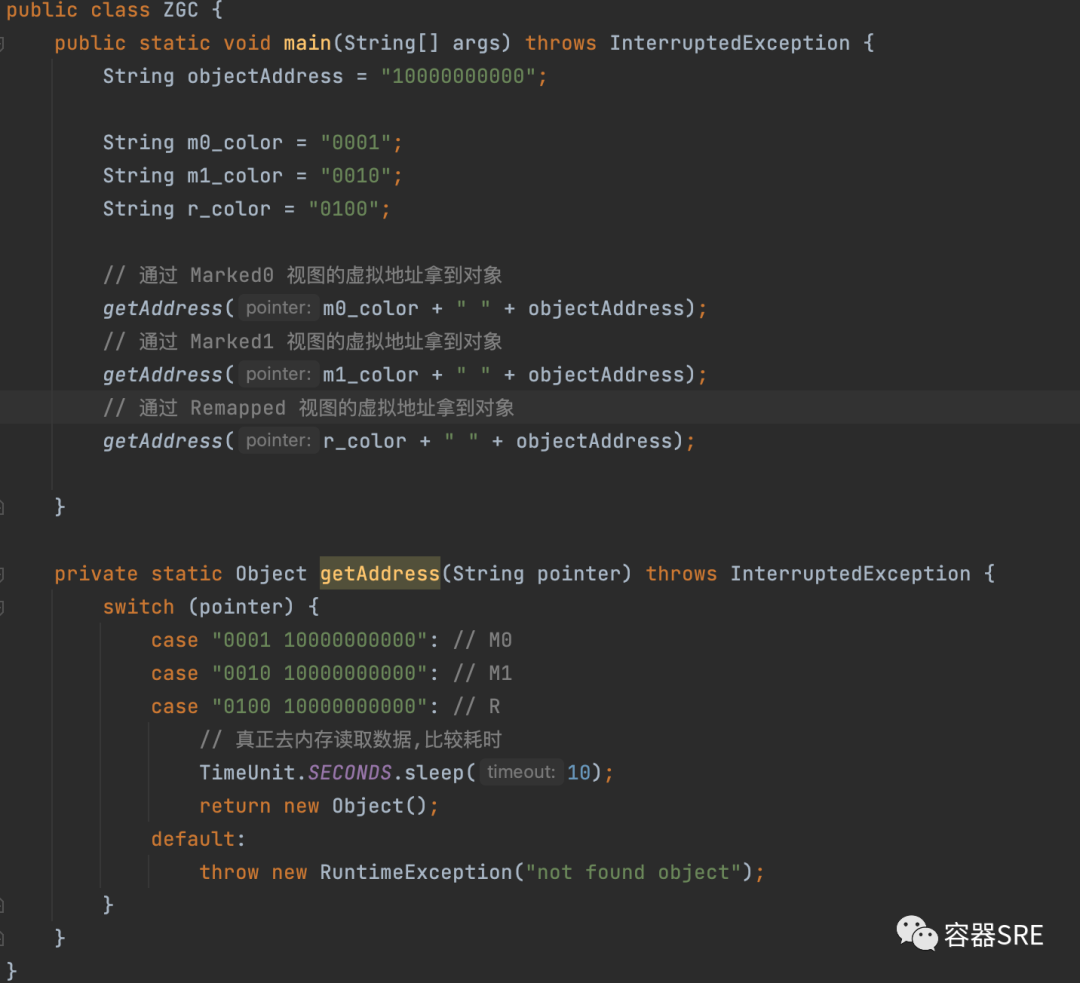 public class ZGC {
    public static void main(String[] args) throws InterruptedException {
        String objectAddress = "10000000000";

        String m0_color = "0001";
        String m1_color = "0010";
        String r_color = "0100";

        // 通过 Marked0 视图的虚拟地址拿到对象
        getAddress( pointer: m0_color + " " + objectAddress);
        // 通过 Marked1 视图的虚拟地址拿到对象
        getAddress( pointer: m1_color + " " + objectAddress);
        // 通过 Remapped 视图的虚拟地址拿到对象
        getAddress( pointer: r_color + " " + objectAddress);

    }

    private static Object getAddress(String pointer) throws InterruptedException {
        switch (pointer) {
            case "0001 10000000000": // M0
            case "0010 10000000000": // M1
            case "0100 10000000000": // R
                // 真正去内存读取数据,比较耗时
                TimeUnit.SECONDS.sleep( timeout: 10);
                return new Object();
            default:
                throw new RuntimeException("not found object");
        }
    }
}
容器SRE